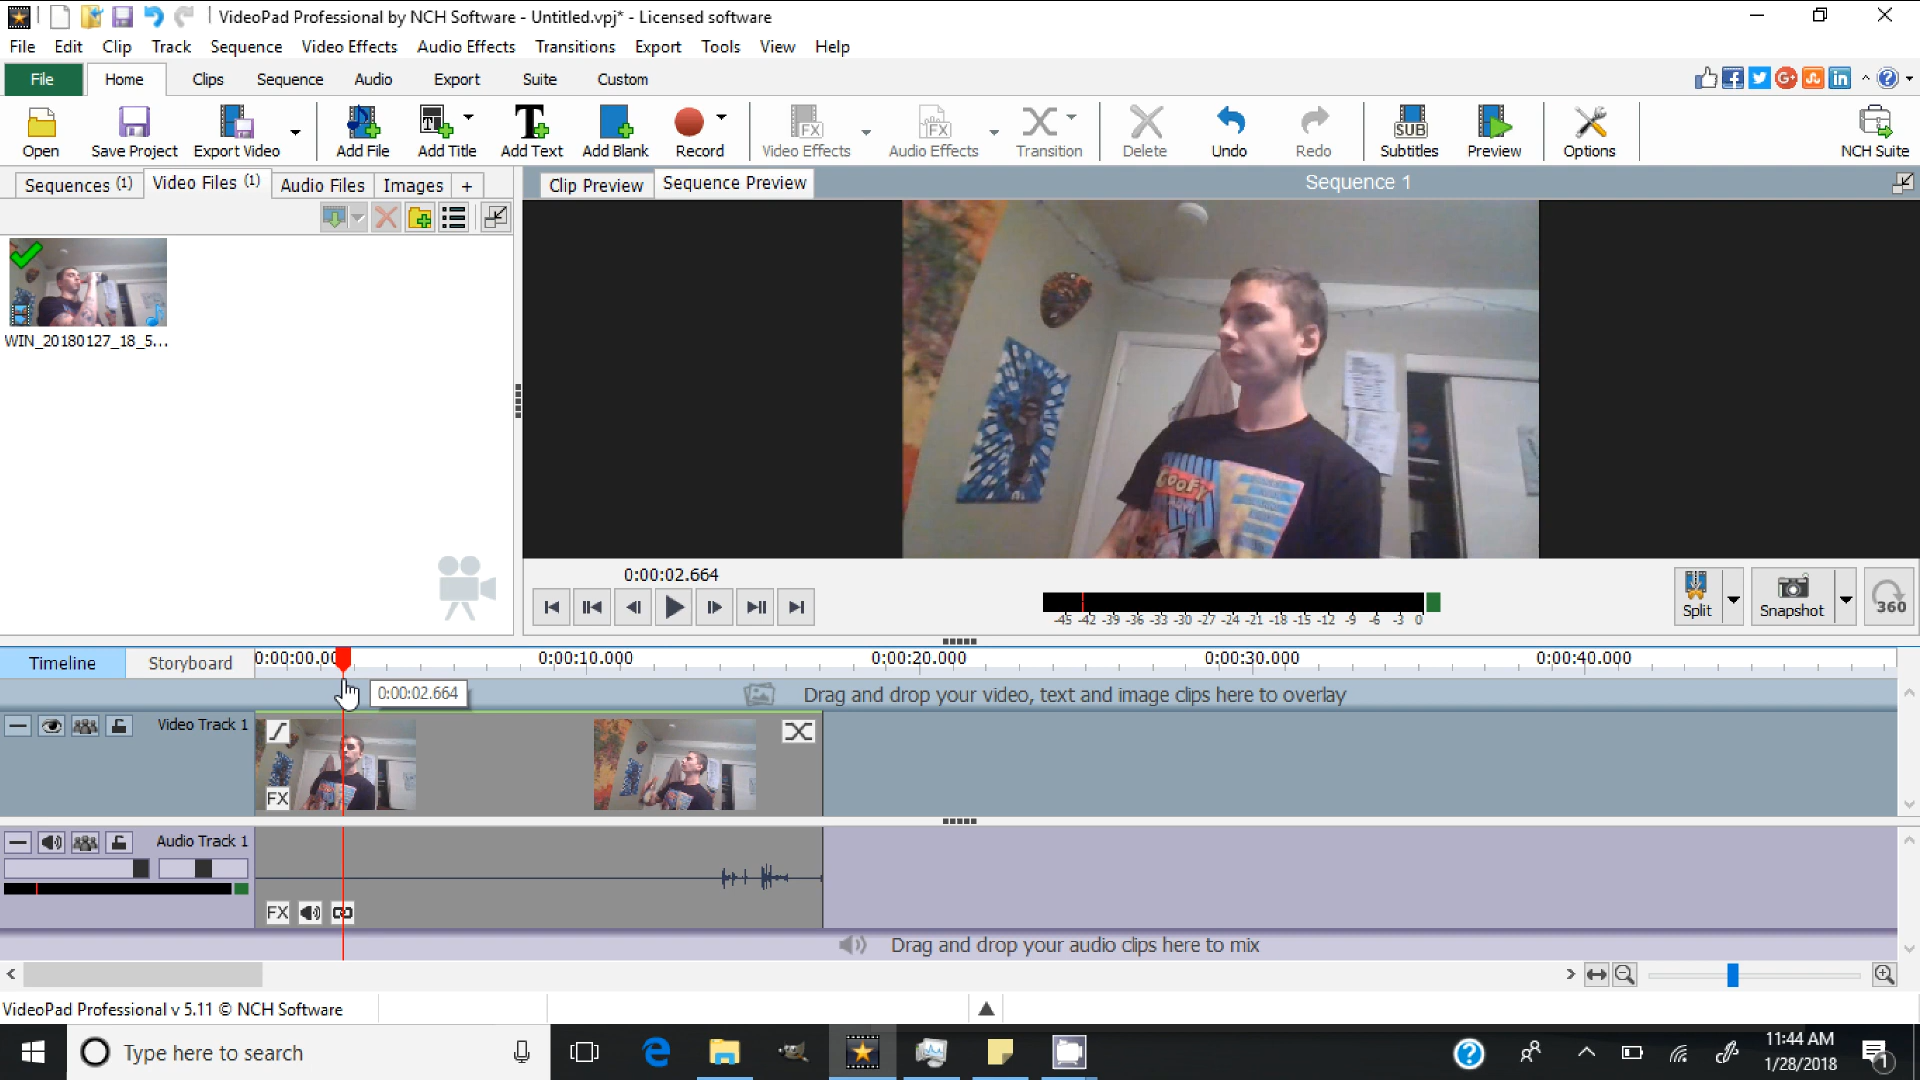 VideoPad Professional by NCH Software - Untitled.vpj* - Licensed software
File Edit Clip Track Sequence Video Effects Audio Effects Transitions Export Tools View Help
File Home Clips Sequence Audio Export Suite Custom
Open Save Project Export Video Add File Add Title Add Text Add Blank Record Video Effects Audio Effects Transition Delete Undo Redo Subtitles Preview Options NCH Suite
Sequences (1) Video Files (1) Audio Files Images +
Clip Preview Sequence Preview Sequence 1
WIN_20180127_18_5...
GOOFY
0:00:02.664
-45 -42 -39 -36 -33 -30 -27 -24 -21 -18 -15 -12 -9 -6 -3 0
Split Snapshot 360
Timeline Storyboard 0:00:00.00 0:00:10.000 0:00:20.000 0:00:30.000 0:00:40.000
0:00:02.664
Drag and drop your video, text and image clips here to overlay
Video Track 1
FX
Audio Track 1
FX
Drag and drop your audio clips here to mix
VideoPad Professional v 5.11 © NCH Software
Type here to search
11:44 AM
1/28/2018
1